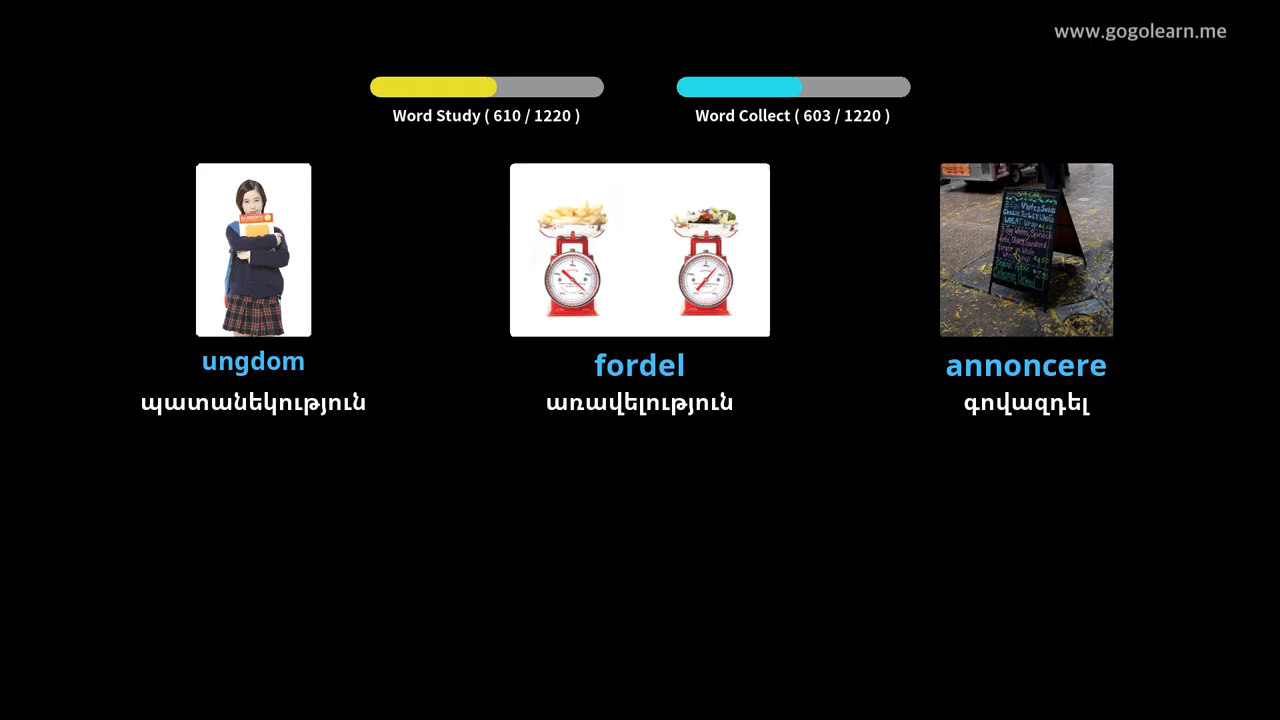 www.gogolearn.me
Word Study ( 610 / 1220 )
Word Collect ( 603 / 1220 )
ungdom
fordel
annoncere
պատանեկություն
առավելություն
գովազդել